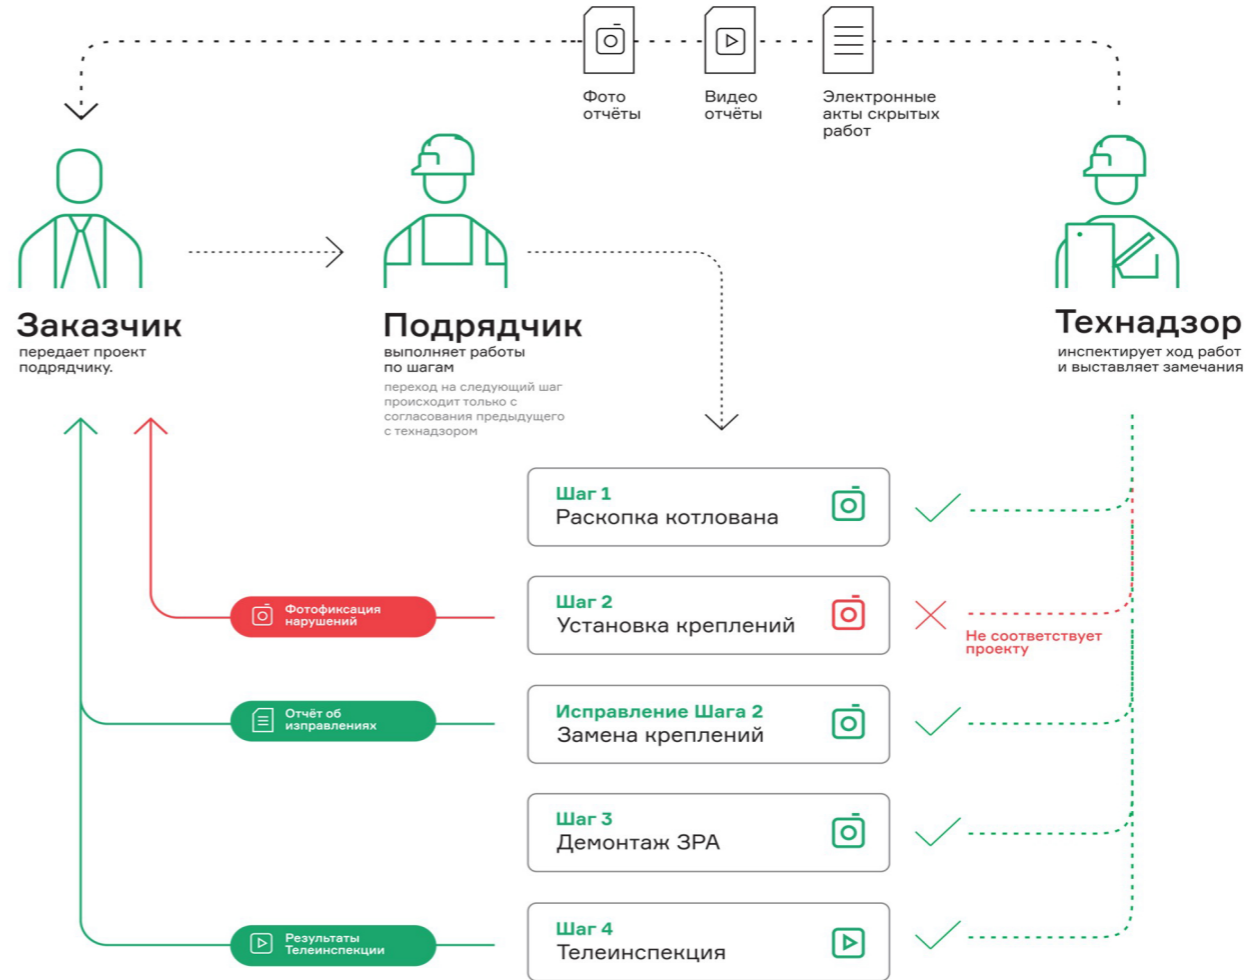 Фото
отчёты
Видео
отчёты
Электронные
акты скрытых
работ
Заказчик
передает проект
подрядчику.
Подрядчик
выполняет работы
по шагам
переход на следующий шаг
происходит только с
согласования предыдущего
с технадзором
Технадзор
инспектирует ход работ
и выставляет замечания
Шаг 1
Раскопка котлована
Фотофиксация
нарушений
Шаг 2
Установка креплений
Не соответствует
проекту
Отчёт об
изправлениях
Исправление Шага 2
Замена креплений
Шаг 3
Демонтаж ЗРА
Результаты
Телеинспекции
Шаг 4
Телеинспекция